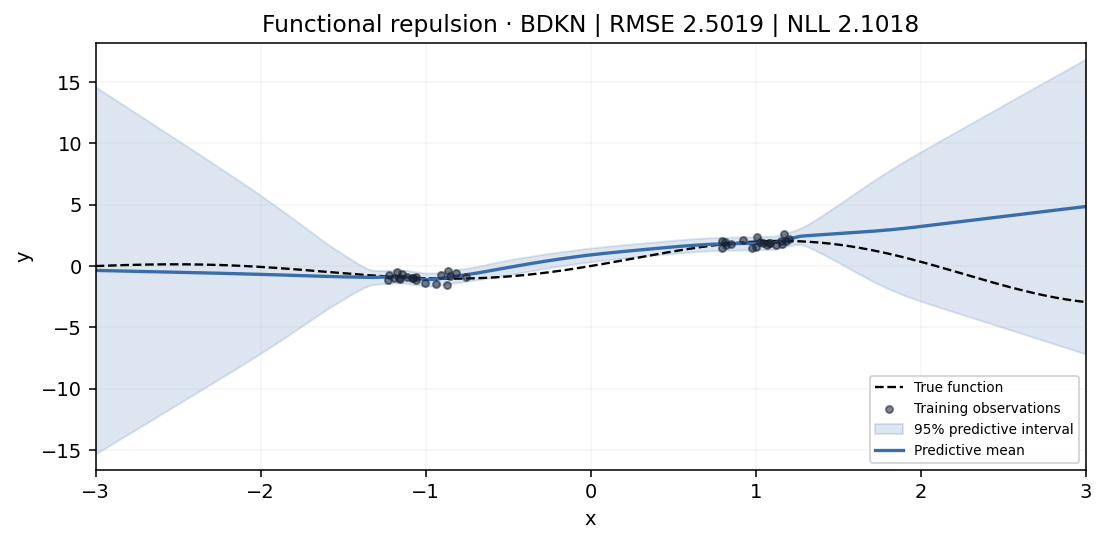 Functional repulsion · BDKN | RMSE 2.5019 | NLL 2.1018
15
10
5
0
−5
−10
−15
y
−3 −2 −1 0 1 2 3
x
True function
Training observations
95% predictive interval
Predictive mean